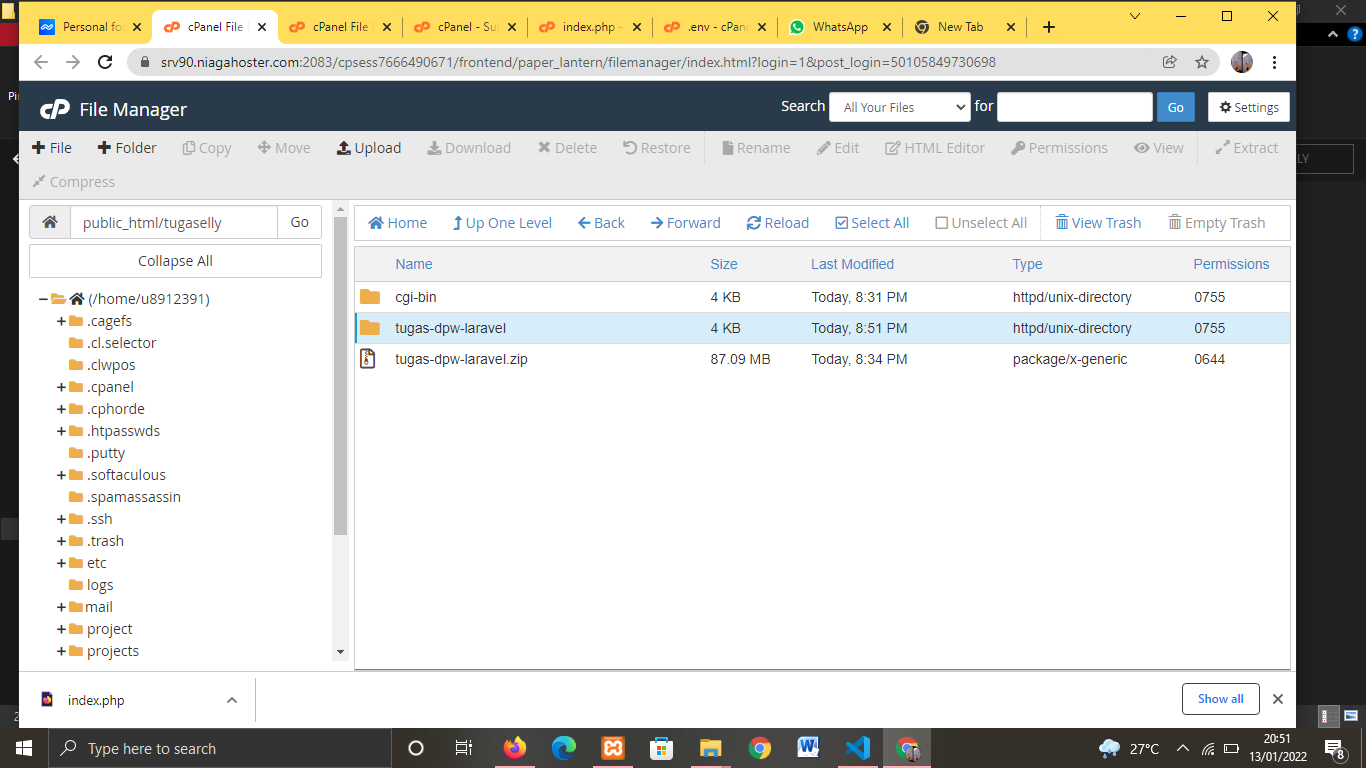 Personal fo
cPanel File
cPanel File
cPanel - Su
index.php -
.env - cPan
WhatsApp
New Tab
srv90.niagahoster.com:2083/cpsess7666490671/frontend/paper_lantern/filemanager/index.html?login=1&post_login=50105849730698
Pi
cP File Manager
Search All Your Files for Go Settings
File Folder Copy Move Upload Download Delete Restore Rename Edit HTML Editor Permissions View Extract
LY
Compress
public_html/tugaselly Go
Home Up One Level Back Forward Reload Select All Unselect All View Trash Empty Trash
Collapse All
Name Size Last Modified Type Permissions
cgi-bin 4 KB Today, 8:31 PM httpd/unix-directory 0755
tugas-dpw-laravel 4 KB Today, 8:51 PM httpd/unix-directory 0755
tugas-dpw-laravel.zip 87.09 MB Today, 8:34 PM package/x-generic 0644
(/home/u8912391)
.cagefs
.cl.selector
.clwpos
.cpanel
.cphorde
.htpasswds
.putty
.softaculous
.spamassassin
.ssh
.trash
etc
logs
mail
project
projects
index.php
Show all
2
Type here to search
27°C
20:51
13/01/2022
8